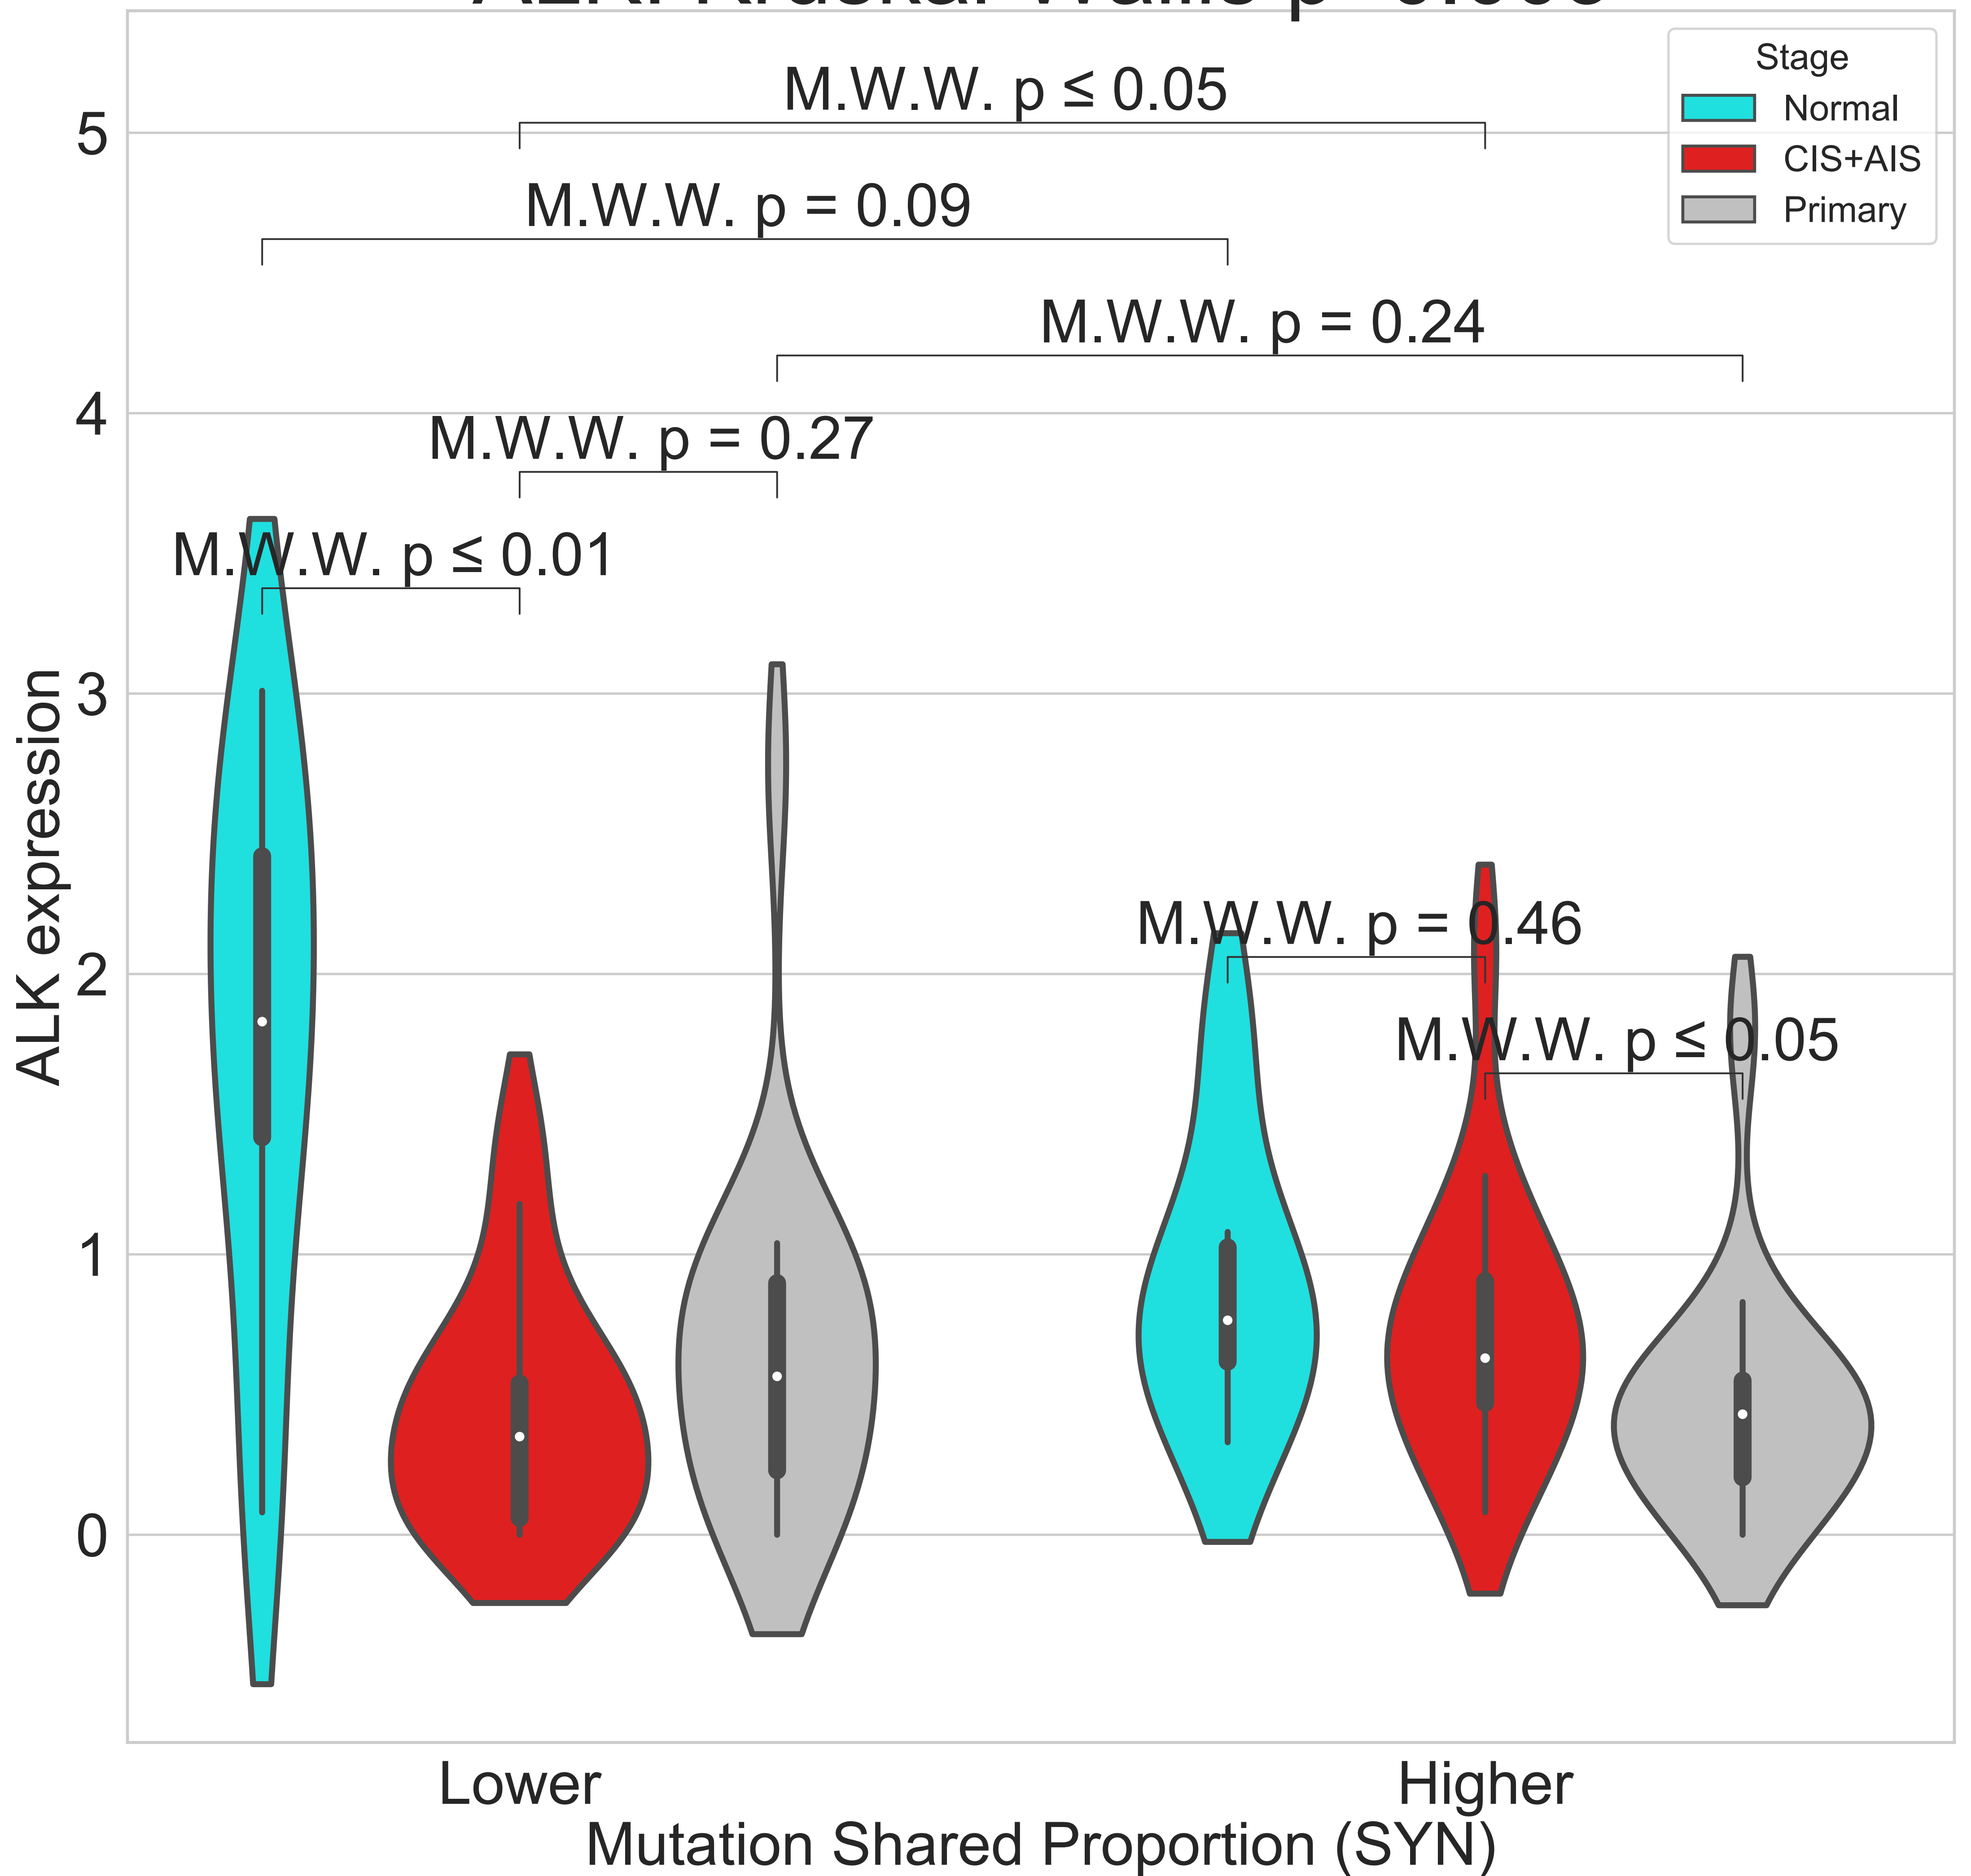 Stage
Normal
CIS+AIS
Primary
M.W.W. p ≤ 0.05
M.W.W. p = 0.09
M.W.W. p = 0.24
M.W.W. p = 0.27
M.W.W. p ≤ 0.01
M.W.W. p = 0.46
M.W.W. p ≤ 0.05
5
4
3
2
1
0
ALK expression
Lower
Higher
Mutation Shared Proportion (SYN)